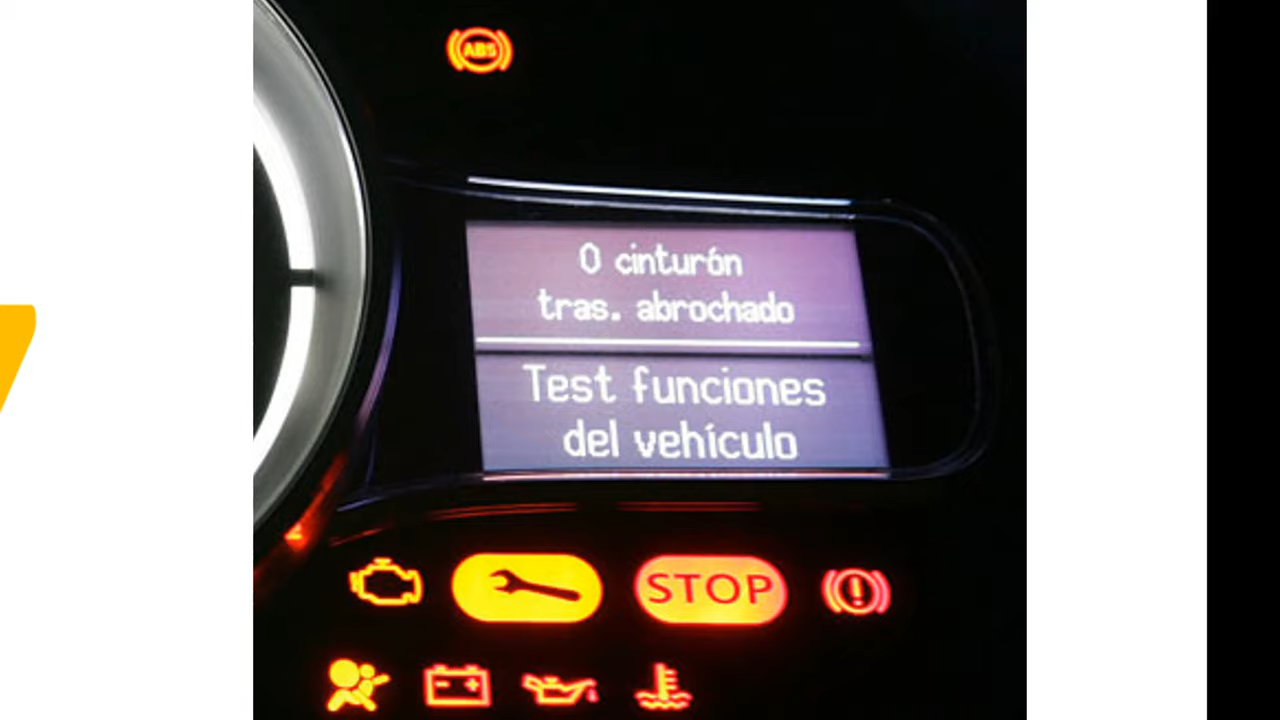 ABS
0 cinturón
tras. abrochado
Test funciones
del vehículo
STOP